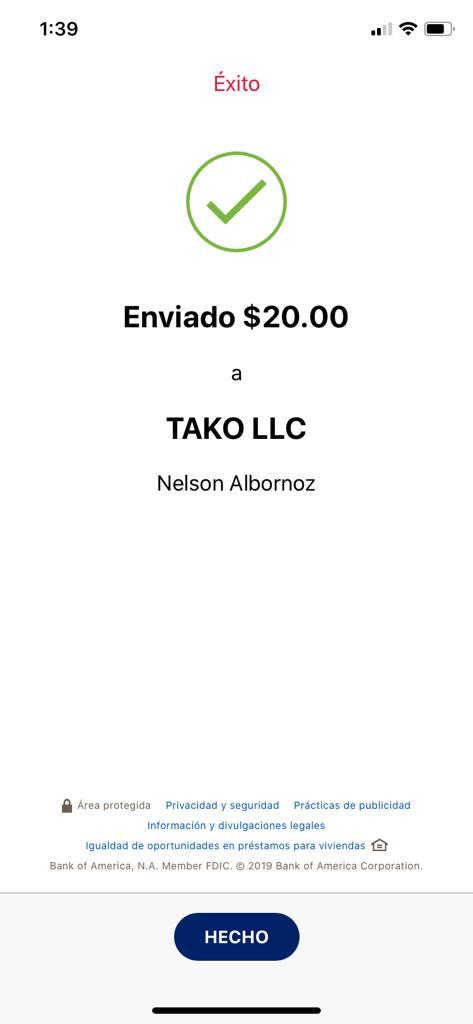 1:39
Éxito
Enviado $20.00
a
TAKO LLC
Nelson Albornoz
Área protegida Privacidad y seguridad Prácticas de publicidad
Información y divulgaciones legales
Igualdad de oportunidades en préstamos para viviendas
Bank of America, N.A. Member FDIC. © 2019 Bank of America Corporation.
HECHO